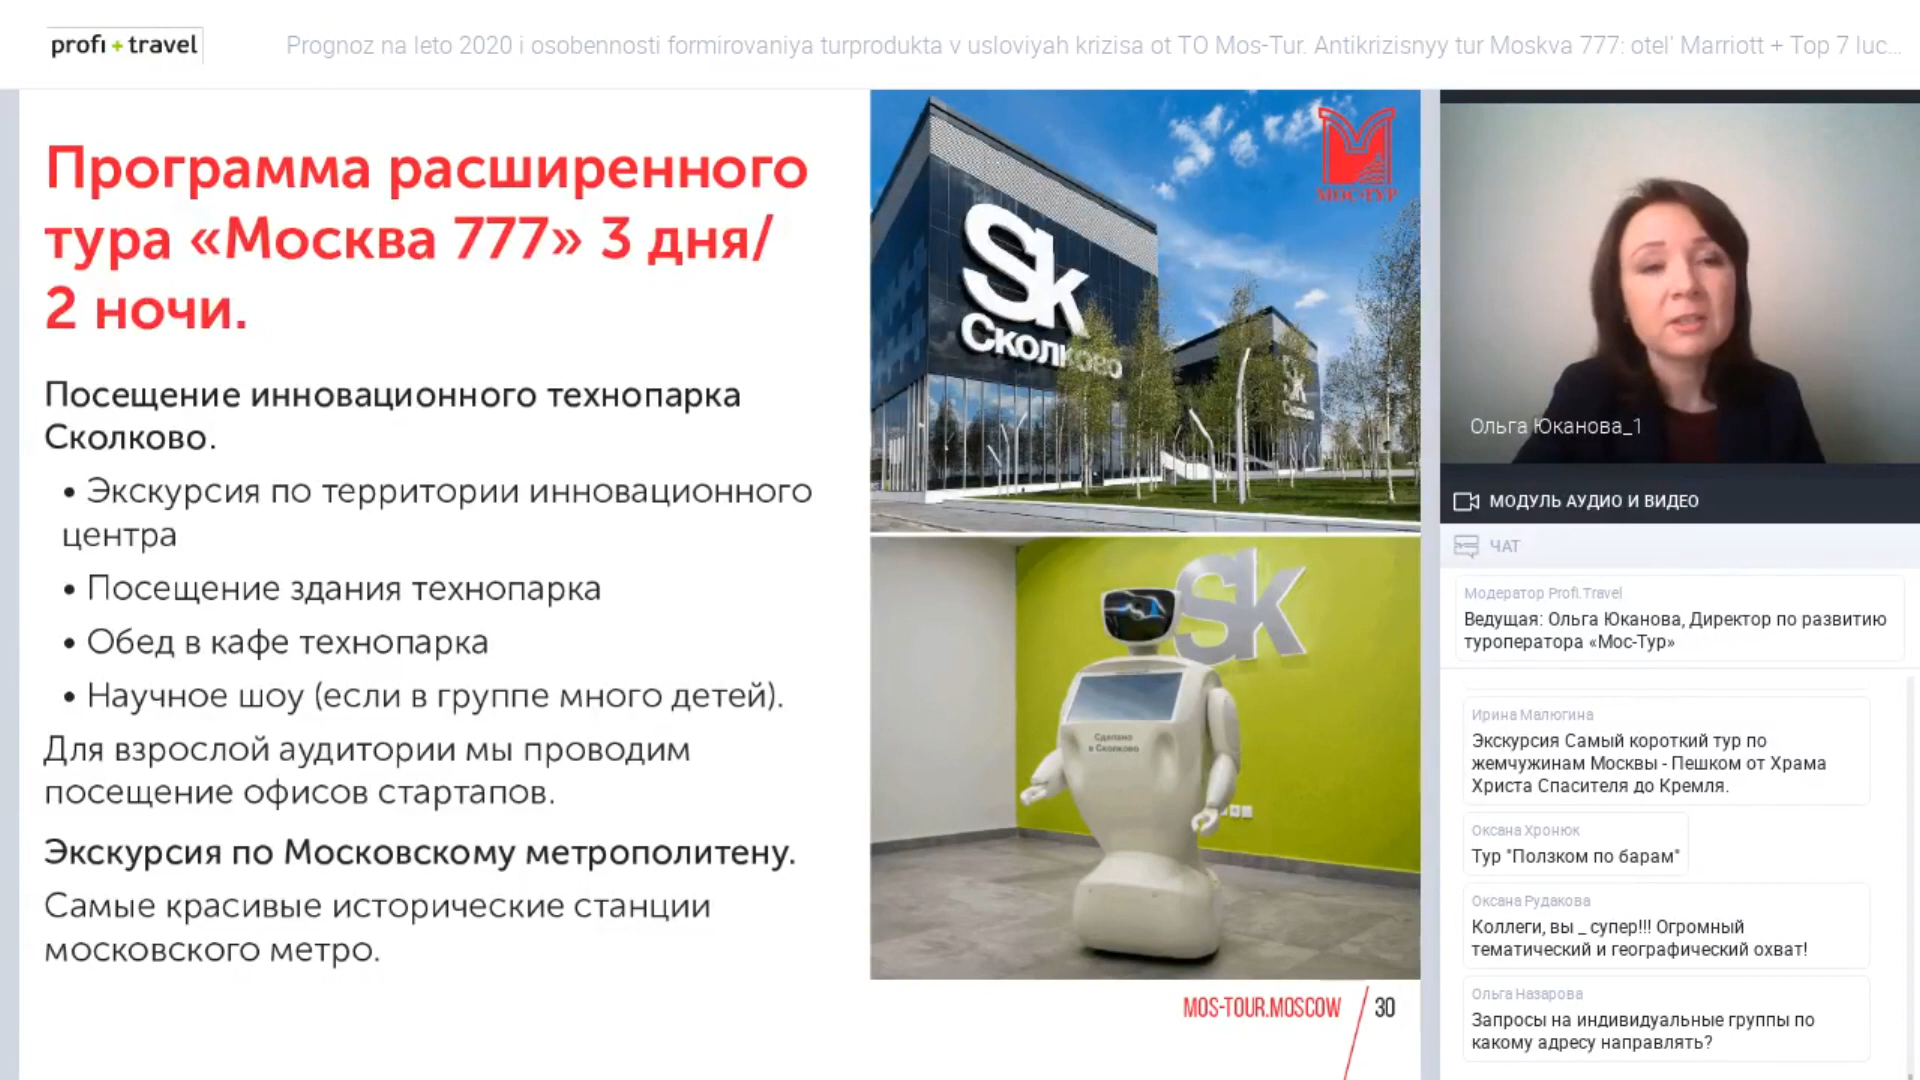 profi + travel
Prognoz na leto 2020 i osobennosti formirovaniya turprodukta v usloviyah krizisa ot TO Mos-Tur. Antikrizisnyy tur Moskva 777: otel' Marriott + Top 7 luc...
Программа расширенного
тура «Москва 777» 3 дня/
2 ночи.
Посещение инновационного технопарка
Сколково.
• Экскурсия по территории инновационного
центра
• Посещение здания технопарка
• Обед в кафе технопарка
• Научное шоу (если в группе много детей).
Для взрослой аудитории мы проводим
посещение офисов стартапов.
Экскурсия по Московскому метрополитену.
Самые красивые исторические станции
московского метро.
МОС-ТУР
Sk
Сколково
Sk
Sk
Сделано
в Сколково
MOS-TOUR.MOSCOW
30
Ольга Юканова_1
МОДУЛЬ АУДИО И ВИДЕО
ЧАТ
Модератор Profi.Travel
Ведущая: Ольга Юканова, Директор по развитию
туроператора «Мос-Тур»
Ирина Малюгина
Экскурсия Самый короткий тур по
жемчужинам Москвы - Пешком от Храма
Христа Спасителя до Кремля.
Оксана Хронюк
Тур "Ползком по барам"
Оксана Рудакова
Коллеги, вы _ супер!!! Огромный
тематический и географический охват!
Ольга Назарова
Запросы на индивидуальные группы по
какому адресу направлять?